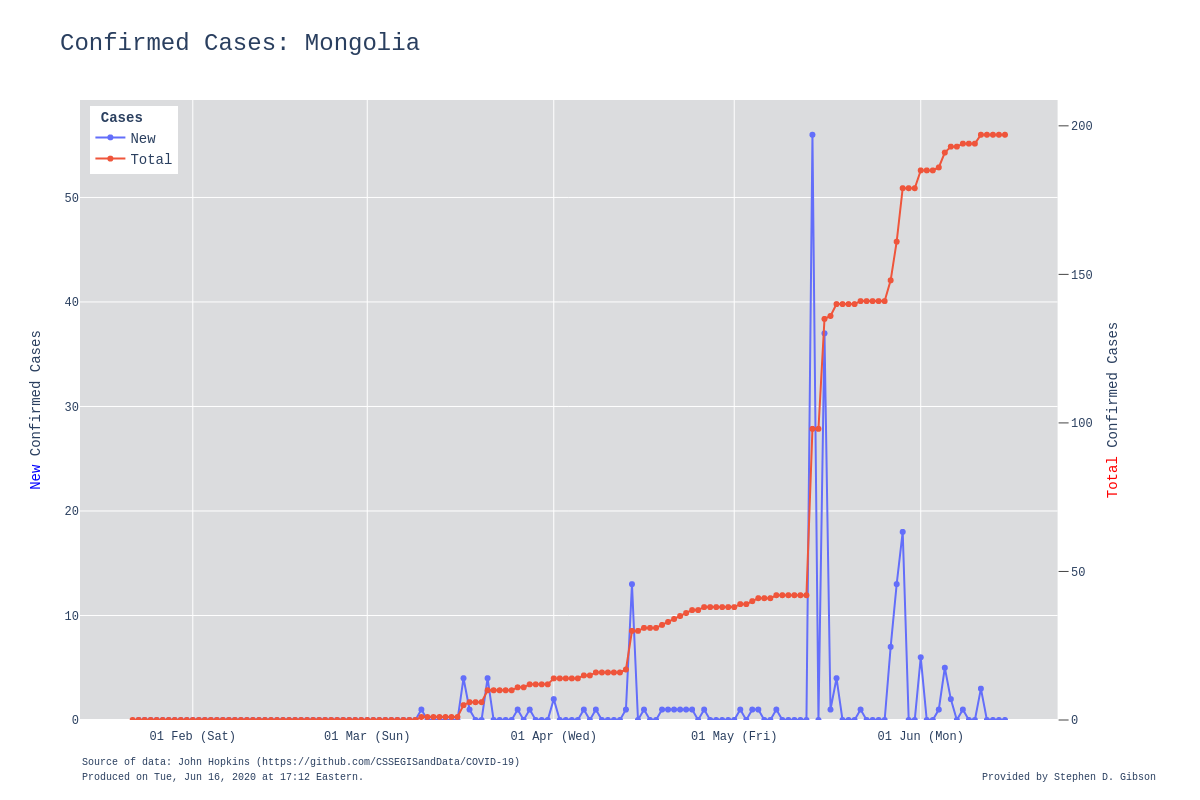 Confirmed Cases: Mongolia
Cases
New
Total
50
40
30
20
10
0
200
150
100
50
0
New Confirmed Cases
Total Confirmed Cases
01 Feb (Sat)
01 Mar (Sun)
01 Apr (Wed)
01 May (Fri)
01 Jun (Mon)
Source of data: John Hopkins (https://github.com/CSSEGISandData/COVID-19)
Produced on Tue, Jun 16, 2020 at 17:12 Eastern.
Provided by Stephen D. Gibson